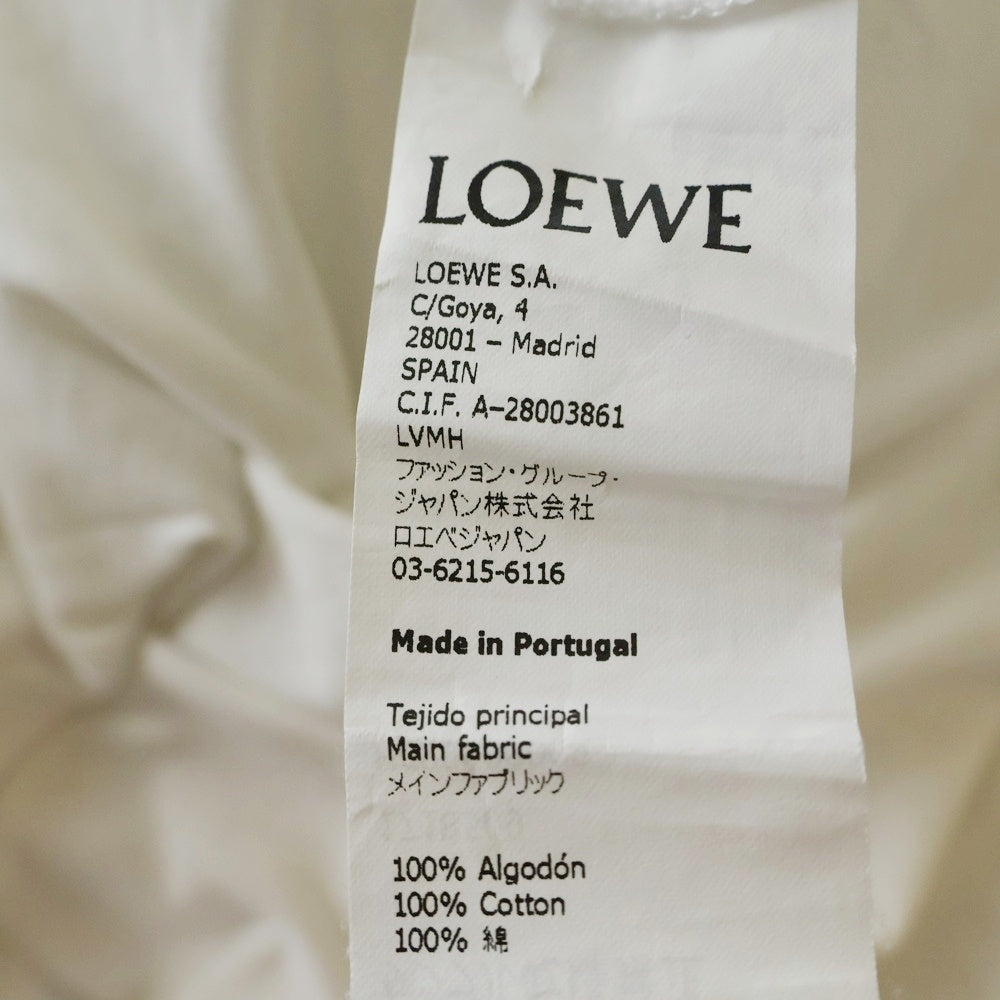 LOEWE
LOEWE S.A.
C/Goya, 4
28001 – Madrid
SPAIN
C.I.F. A–28003861
LVMH
ファッション・グループ・
ジャパン株式会社
ロエベジャパン
03-6215-6116
Made in Portugal
Tejido principal
Main fabric
メインファブリック
100% Algodón
100% Cotton
100% 綿